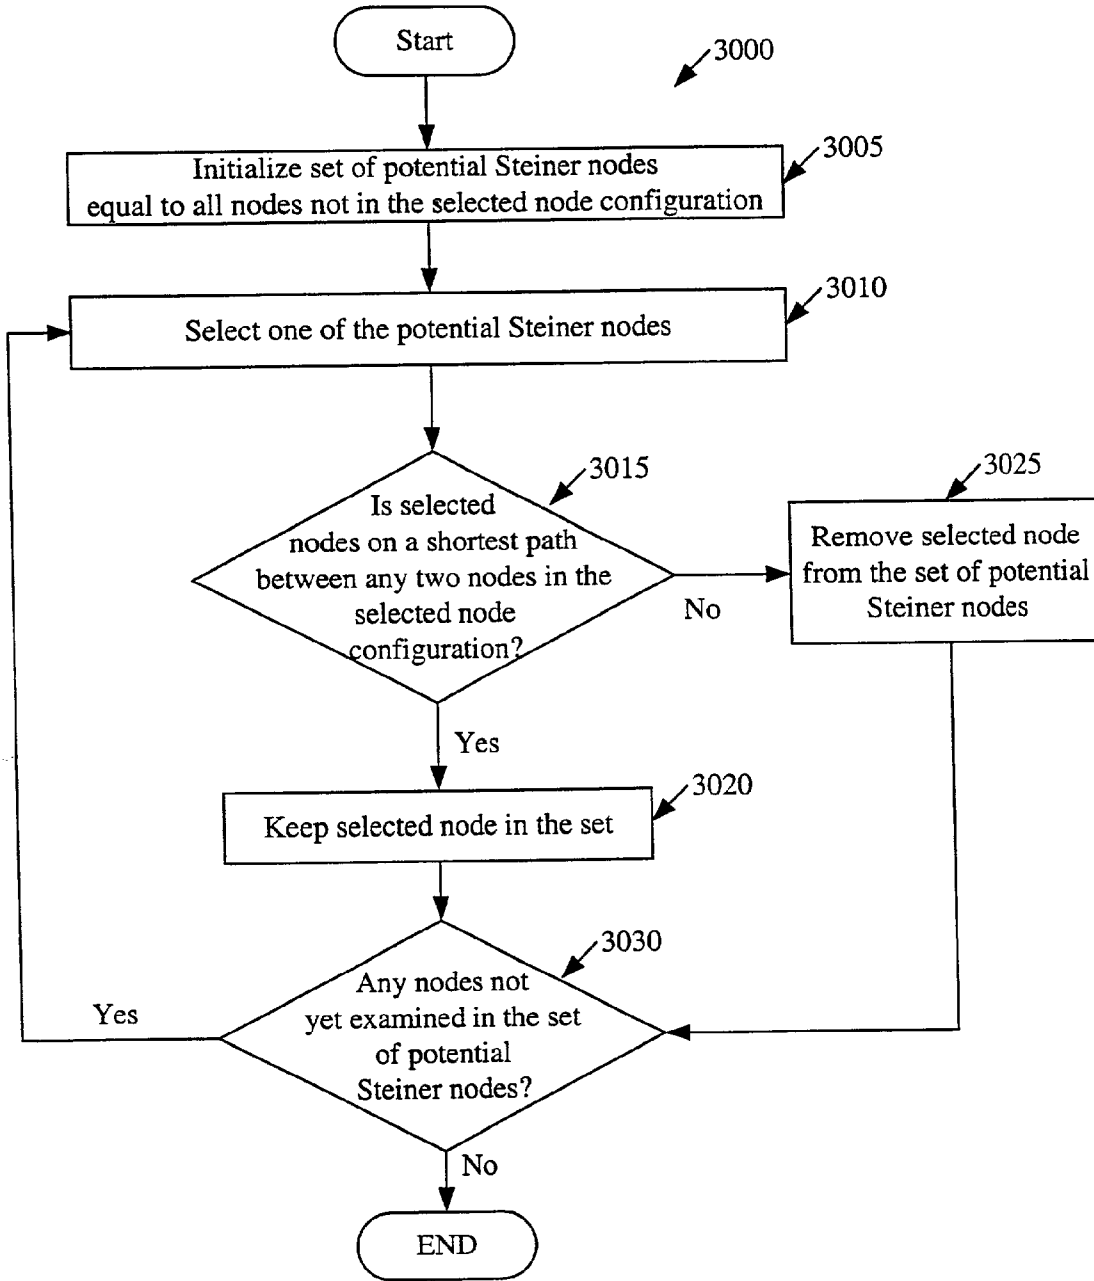 Start
3000
3005
Initialize set of potential Steiner nodes
equal to all nodes not in the selected node configuration
3010
Select one of the potential Steiner nodes
3015
Is selected
nodes on a shortest path
between any two nodes in the
selected node
configuration?
No
3025
Remove selected node
from the set of potential
Steiner nodes
Yes
3020
Keep selected node in the set
3030
Any nodes not
yet examined in the set
of potential
Steiner nodes?
Yes
No
END